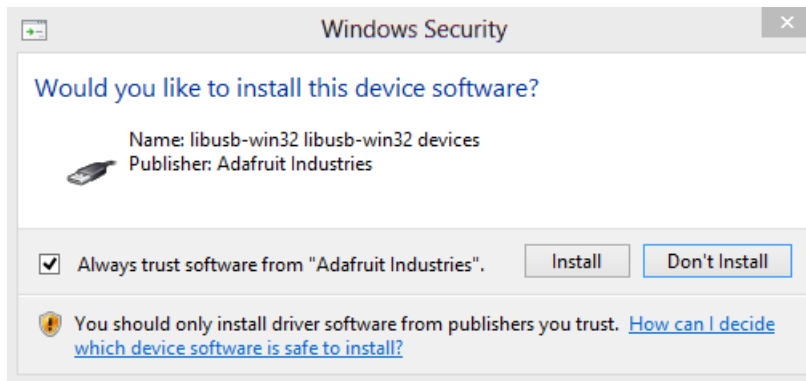 Windows Security
Would you like to install this device software?
Name: libusb-win32 libusb-win32 devices
Publisher: Adafruit Industries
Always trust software from "Adafruit Industries".
Install
Don't Install
You should only install driver software from publishers you trust. How can I decide
which device software is safe to install?